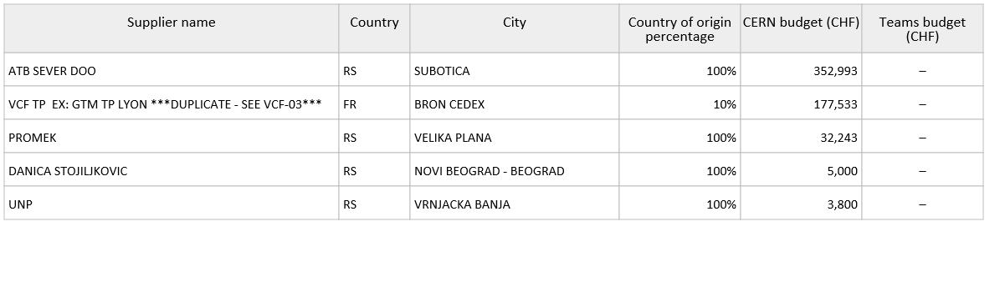 Supplier name Country City Country of origin percentage CERN budget (CHF) Teams budget (CHF)
ATB SEVER DOO RS SUBOTICA 100% 352,993 –
VCF TP  EX: GTM TP LYON ***DUPLICATE - SEE VCF-03*** FR BRON CEDEX 10% 177,533 –
PROMEK RS VELIKA PLANA 100% 32,243 –
DANICA STOJILJKOVIC RS NOVI BEOGRAD - BEOGRAD 100% 5,000 –
UNP RS VRNJACKA BANJA 100% 3,800 –